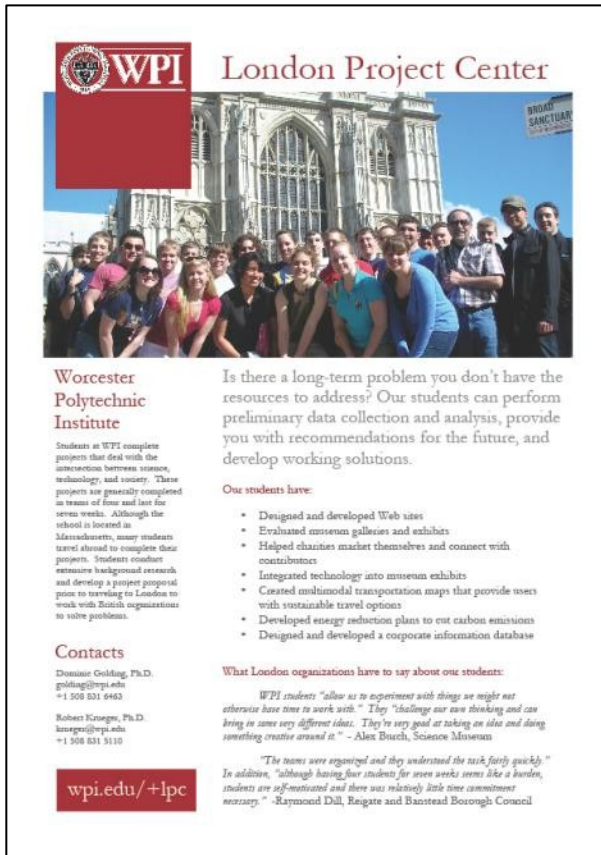 WPI
London Project Center
BROAD
SANCTUARY
Worcester
Polytechnic
Institute
Students at WPI complete
projects that deal with the
intersection between science,
technology, and society. These
projects are generally completed
in teams of four and last for
seven weeks. Although the
school is located in
Massachusetts, many students
travel abroad to complete their
projects. Students conduct
extensive background research
and develop a project proposal
prior to traveling to London to
work with British organizations
to solve problems.
Contacts
Dominic Golding, Ph.D.
golding@wpi.edu
+1 508 831 6463
Robert Krueger, Ph.D.
krueger@wpi.edu
+1 508 831 5110
wpi.edu/+lpc
Is there a long-term problem you don't have the
resources to address? Our students can perform
preliminary data collection and analysis, provide
you with recommendations for the future, and
develop working solutions.
Our students have:
* Designed and developed Web sites
* Evaluated museum galleries and exhibits
* Helped charities market themselves and connect with
contributors
* Integrated technology into museum exhibits
* Created multimodal transportation maps that provide users
with sustainable travel options
* Developed energy reduction plans to cut carbon emissions
* Designed and developed a corporate information database
What London organizations have to say about our students:
WPI students "allow us to experiment with things we might not
otherwise have time to work with." They "challenge our own thinking and can
bring in some very different ideas. They're very good at taking an idea and doing
something creative around it." - Alex Burch, Science Museum
"The teams were organized and they understood the task fairly quickly."
In addition, "although having four students for seven weeks seems like a burden,
students are self-motivated and there was relatively little time commitment
necessary." -Raymond Dill, Reigate and Banstead Borough Council